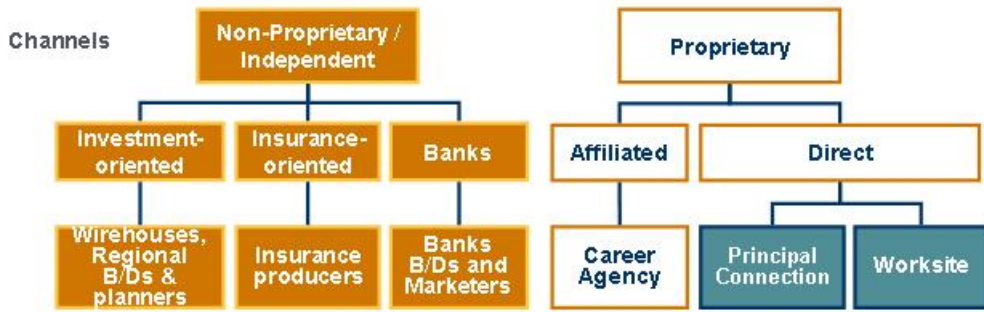 Channels
Non-Proprietary /
Independent
Proprietary
Investment-
oriented
Insurance-
oriented
Banks
Affiliated
Direct
Wirehouses,
Regional
B/Ds &
planners
Insurance
producers
Banks
B/Ds and
Marketers
Career
Agency
Principal
Connection
Worksite